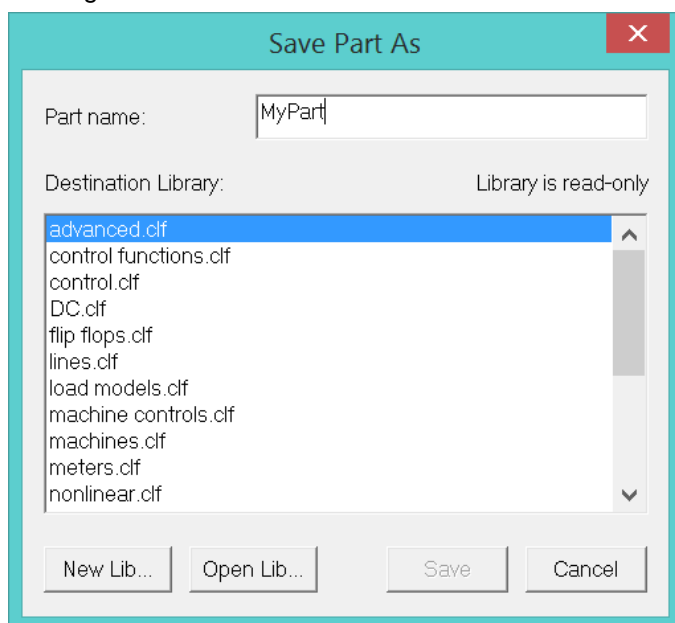 Save Part As
Part name: MyPart
Destination Library: Library is read-only
advanced.clf
control functions.clf
control.clf
DC.clf
flip flops.clf
lines.clf
load models.clf
machine controls.clf
machines.clf
meters.clf
nonlinear.clf
New Lib... Open Lib... Save Cancel